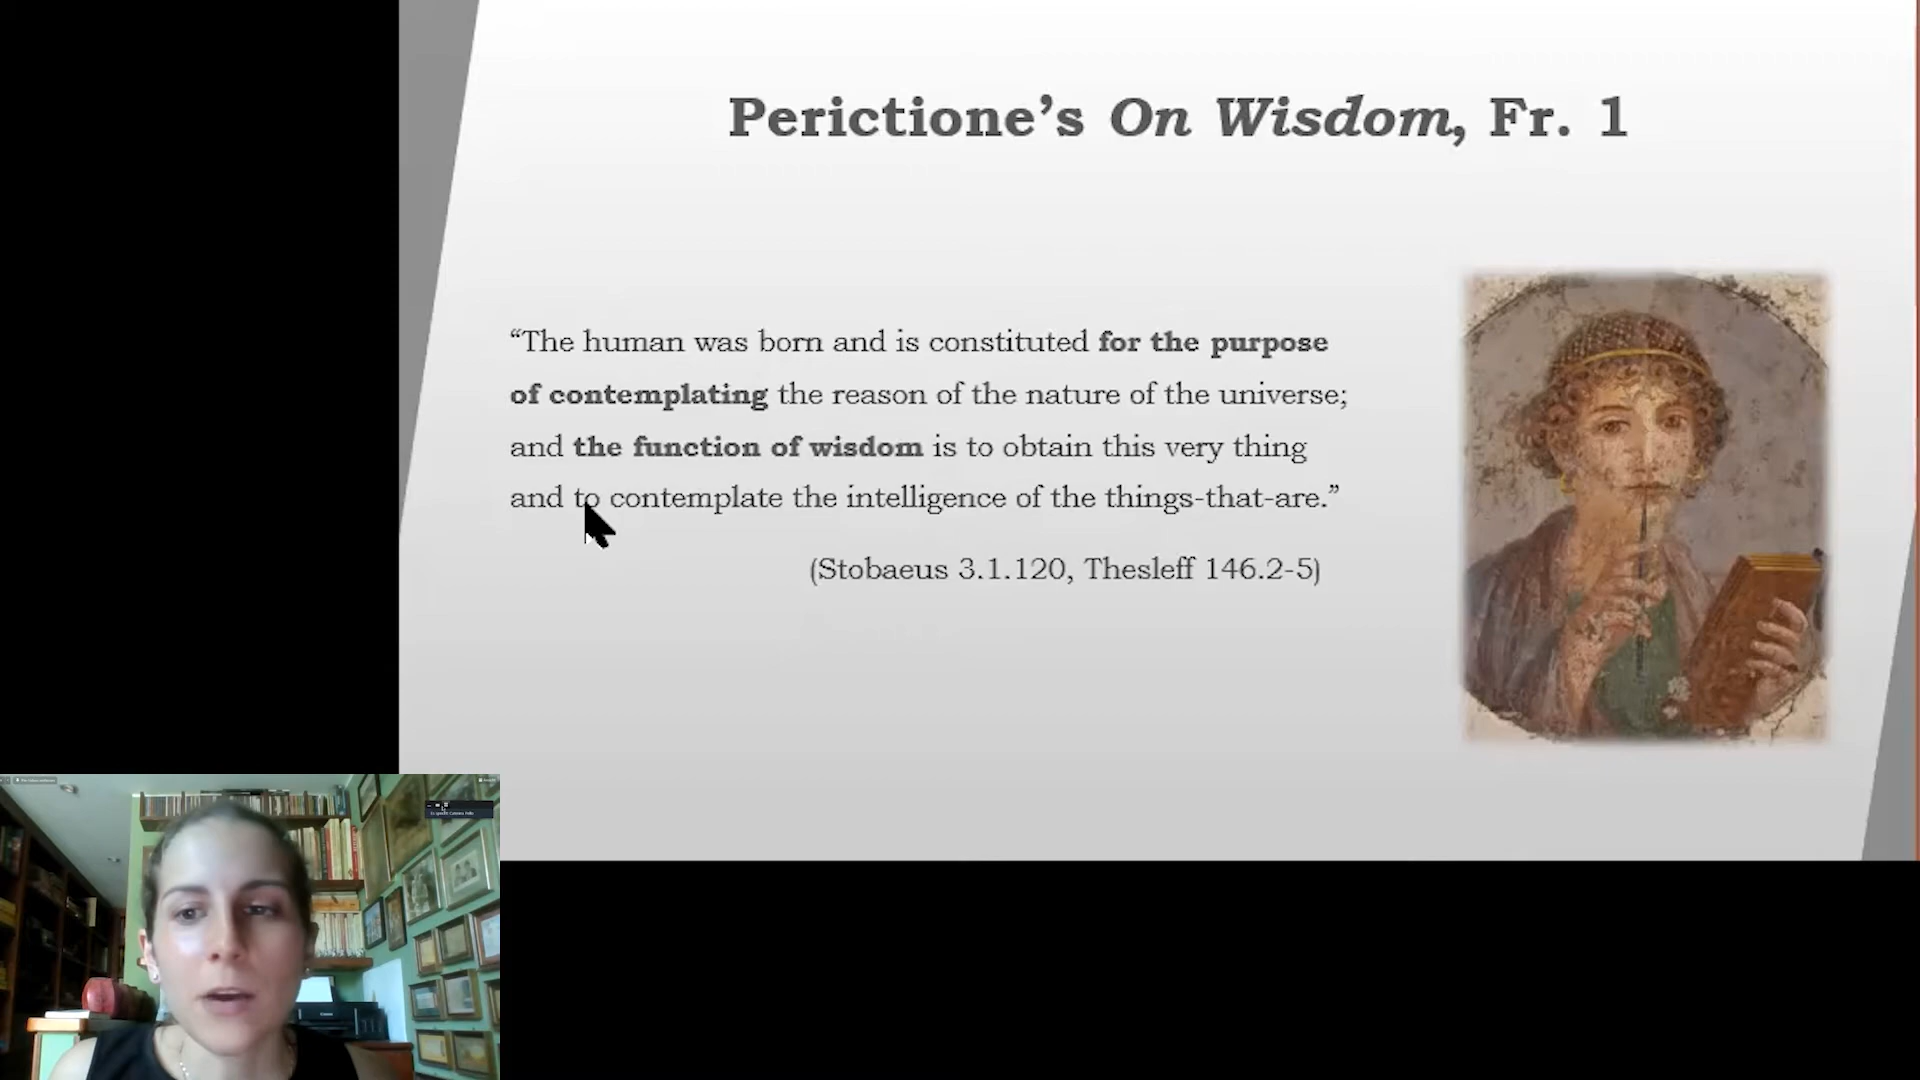 Perictione’s On Wisdom, Fr. 1
“The human was born and is constituted for the purpose
of contemplating the reason of the nature of the universe;
and the function of wisdom is to obtain this very thing
and to contemplate the intelligence of the things-that-are.”
(Stobaeus 3.1.120, Thesleff 146.2-5)
Canon